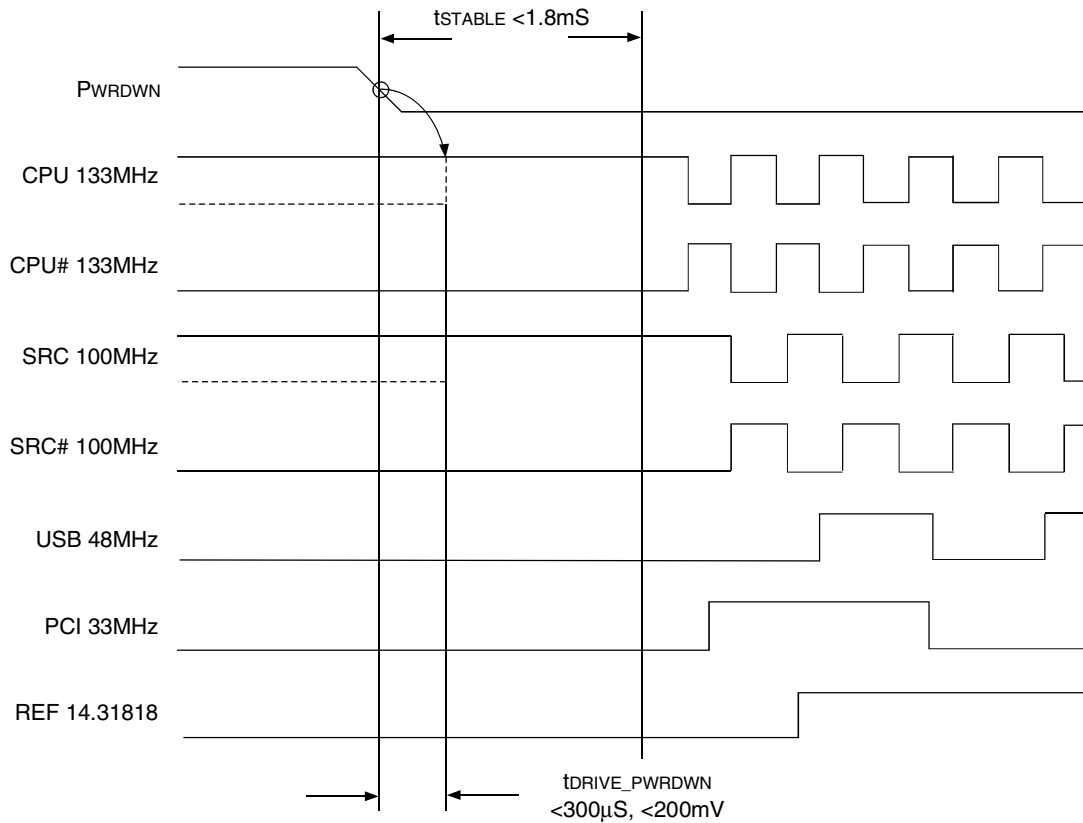 tSTABLE <1.8mS
PWRDWN
CPU 133MHz
CPU# 133MHz
SRC 100MHz
SRC# 100MHz
USB 48MHz
PCI 33MHz
REF 14.31818
tDRIVE_PWRDWN
<300µS, <200mV